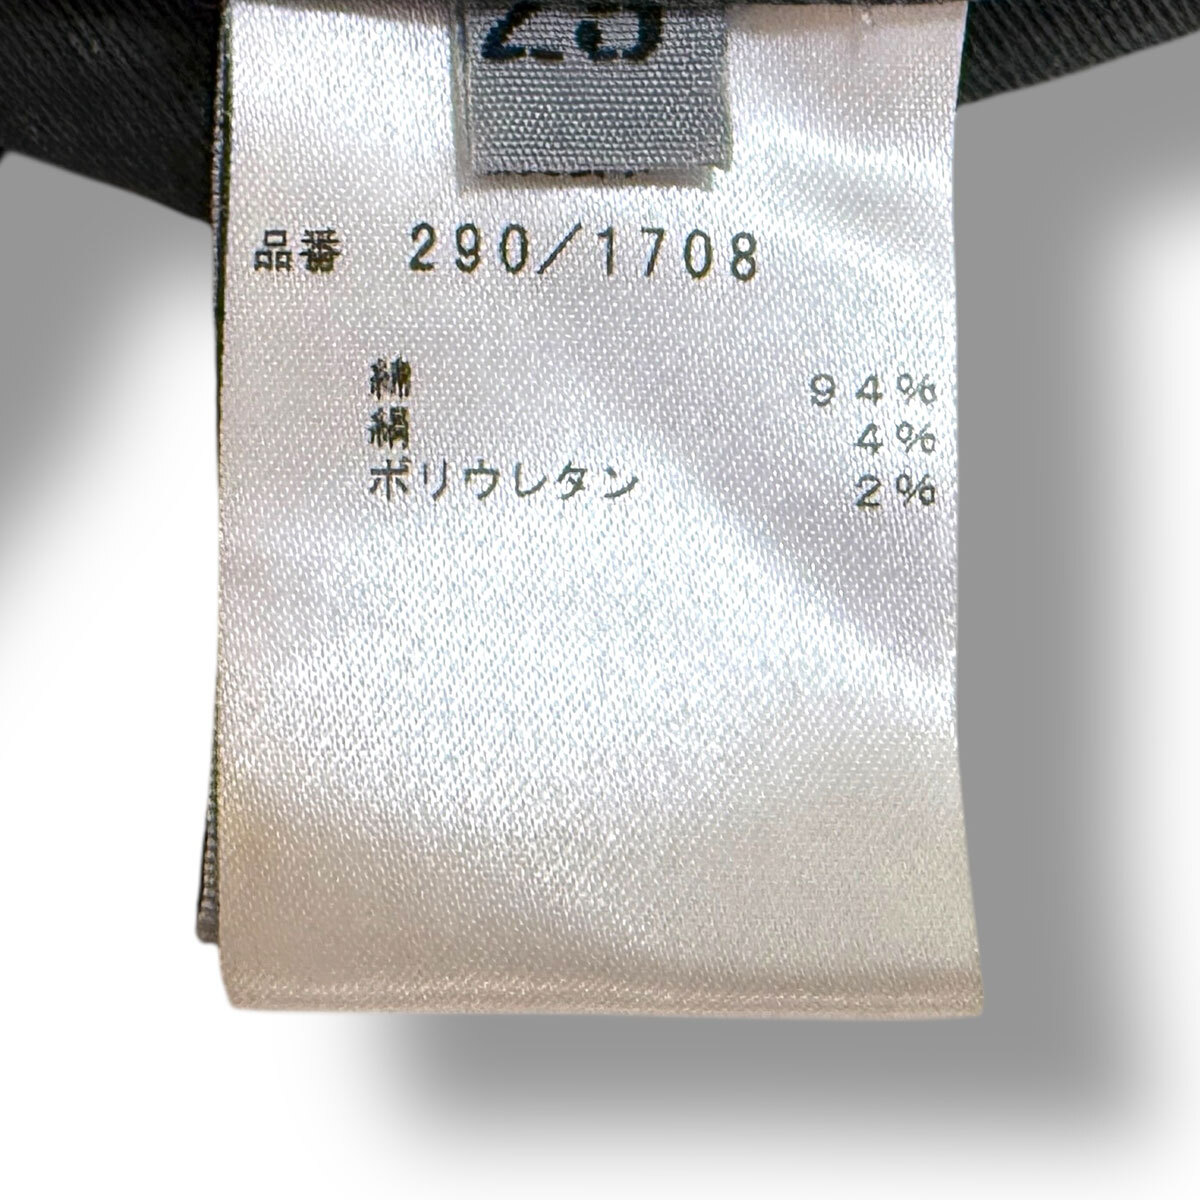 品番 290/1708
綿 94%
絹 4%
ポリウレタン 2%